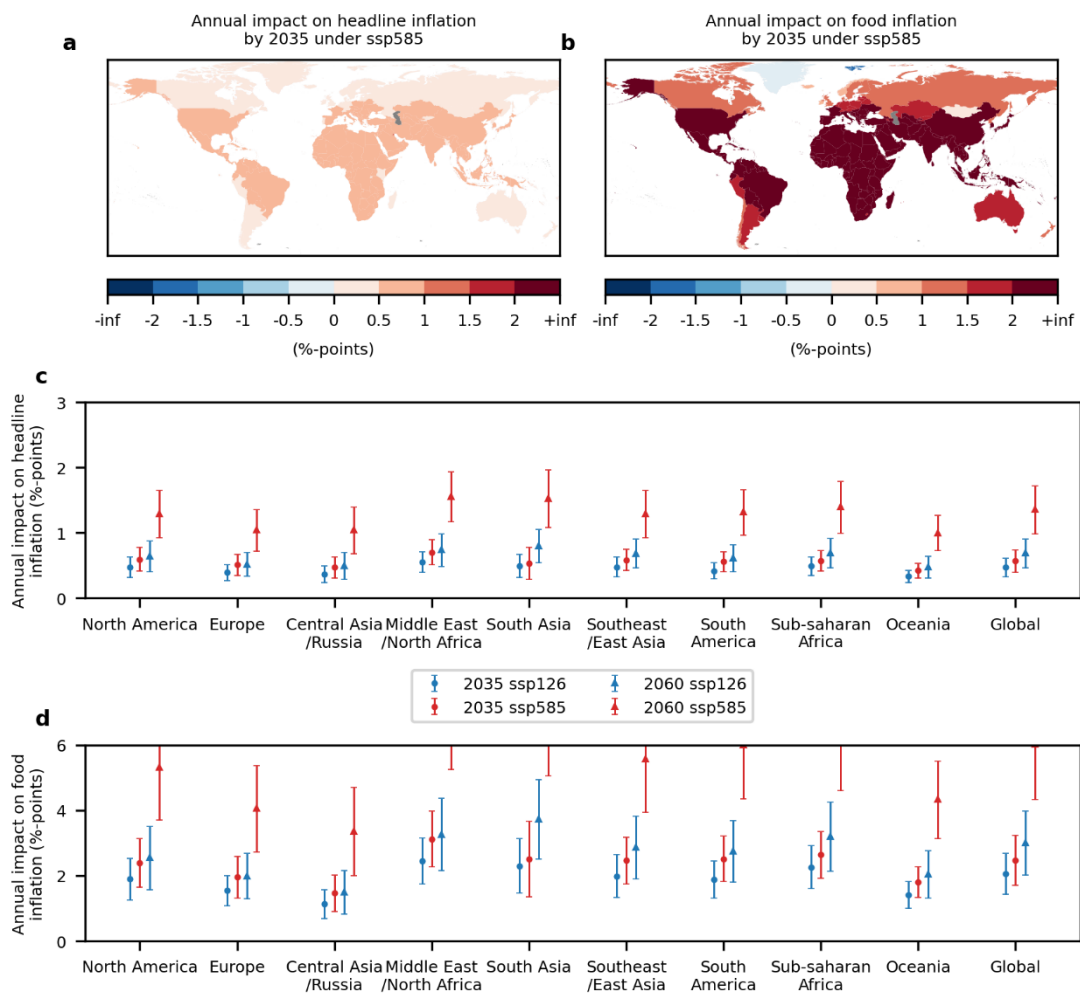 Annual impact on headline inflation
by 2035 under ssp585
a
-inf -2 -1.5 -1 -0.5 0 0.5 1 1.5 2 +inf
(%-points)
Annual impact on food inflation
by 2035 under ssp585
b
-inf -2 -1.5 -1 -0.5 0 0.5 1 1.5 2 +inf
(%-points)
c
Annual impact on headline
inflation (%-points)
3
2
1
0
North America Europe Central Asia Middle East South Asia Southeast South Sub-saharan Oceania Global
/Russia /North Africa /East Asia America Africa
2035 ssp126 2060 ssp126
2035 ssp585 2060 ssp585
d
Annual impact on food
inflation (%-points)
6
4
2
0
North America Europe Central Asia Middle East South Asia Southeast South Sub-saharan Oceania Global
/Russia /North Africa /East Asia America Africa